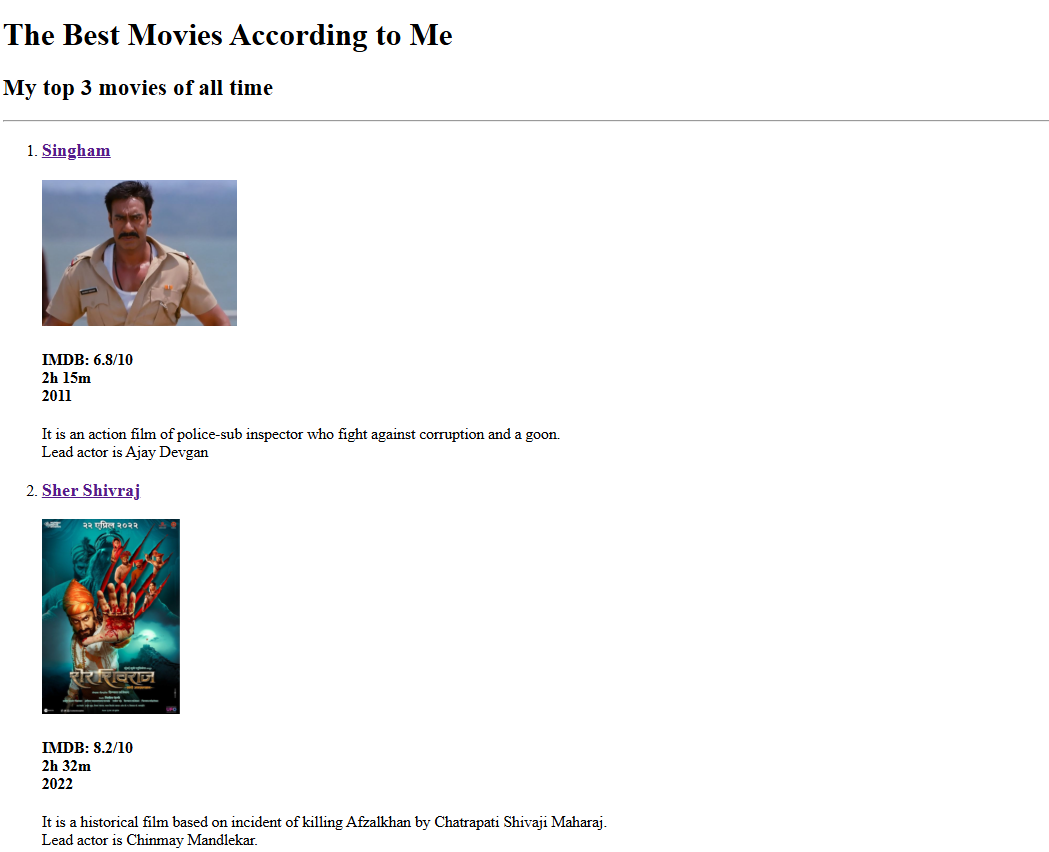 The Best Movies According to Me
My top 3 movies of all time
1. Singham
IMDB: 6.8/10
2h 15m
2011
It is an action film of police-sub inspector who fight against corruption and a goon.
Lead actor is Ajay Devgan
2. Sher Shivraj
२२ एप्रिल २०२२
शेर शिवराज
IMDB: 8.2/10
2h 32m
2022
It is a historical film based on incident of killing Afzalkhan by Chatrapati Shivaji Maharaj.
Lead actor is Chinmay Mandlekar.